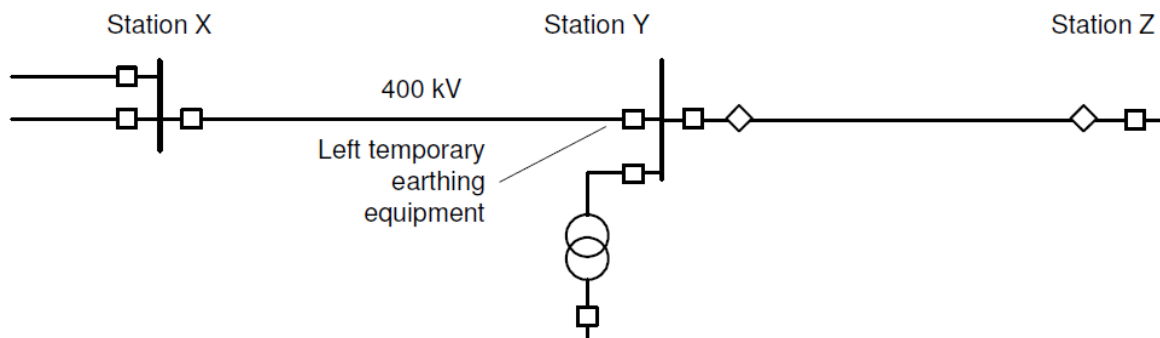 Station X
Station Y
Station Z
400 kV
Left temporary
earthing
equipment